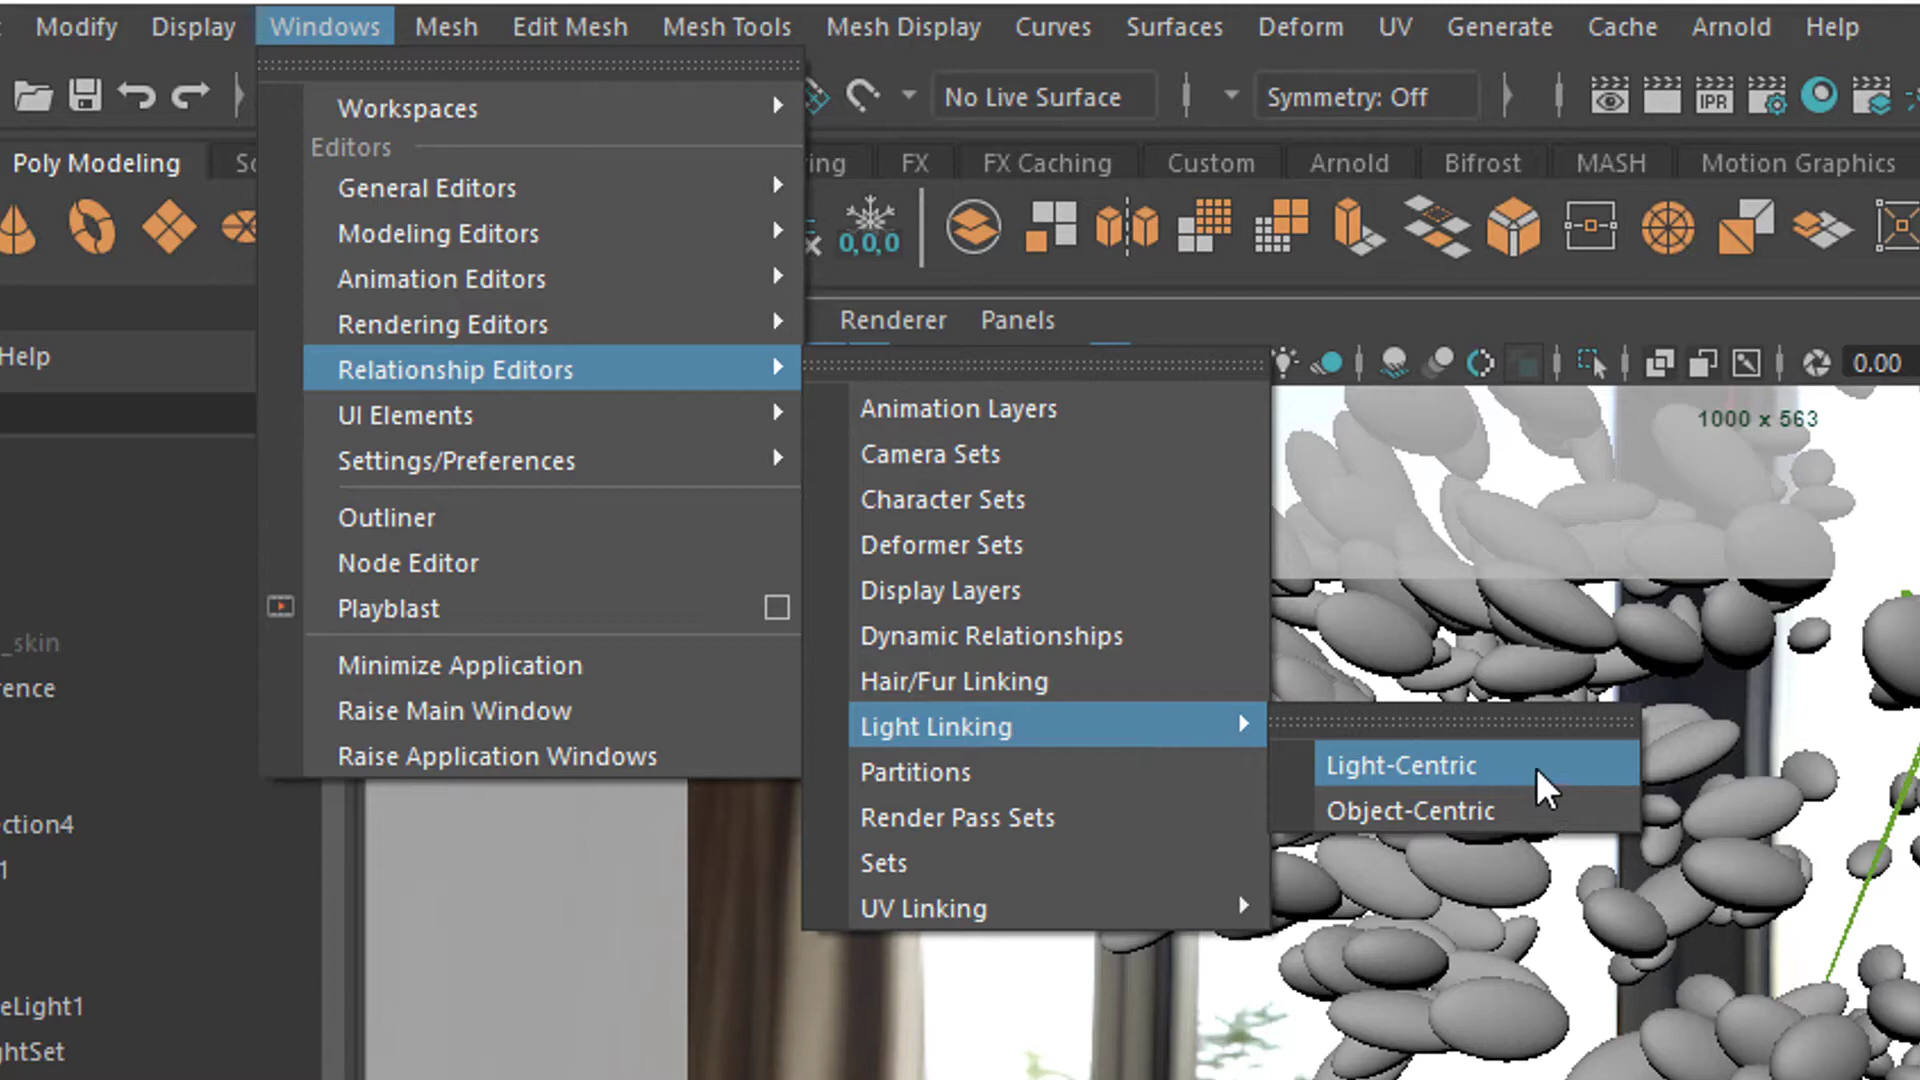 Modify Display Windows Mesh Edit Mesh Mesh Tools Mesh Display Curves Surfaces Deform UV Generate Cache Arnold Help
No Live Surface Symmetry: Off IPR
Workspaces
Editors
General Editors
Modeling Editors
Animation Editors
Rendering Editors
Relationship Editors
UI Elements
Settings/Preferences
Outliner
Node Editor
Playblast
Minimize Application
Raise Main Window
Raise Application Windows
Poly Modeling FX FX Caching Custom Arnold Bifrost MASH Motion Graphics
0,0,0
Renderer Panels
Help
0.00
1000 x 563
Animation Layers
Camera Sets
Character Sets
Deformer Sets
Display Layers
Dynamic Relationships
Hair/Fur Linking
Light Linking
Partitions
Render Pass Sets
Sets
UV Linking
Light-Centric
Object-Centric
_skin
rence
ction4
1
eLight1
ghtSet